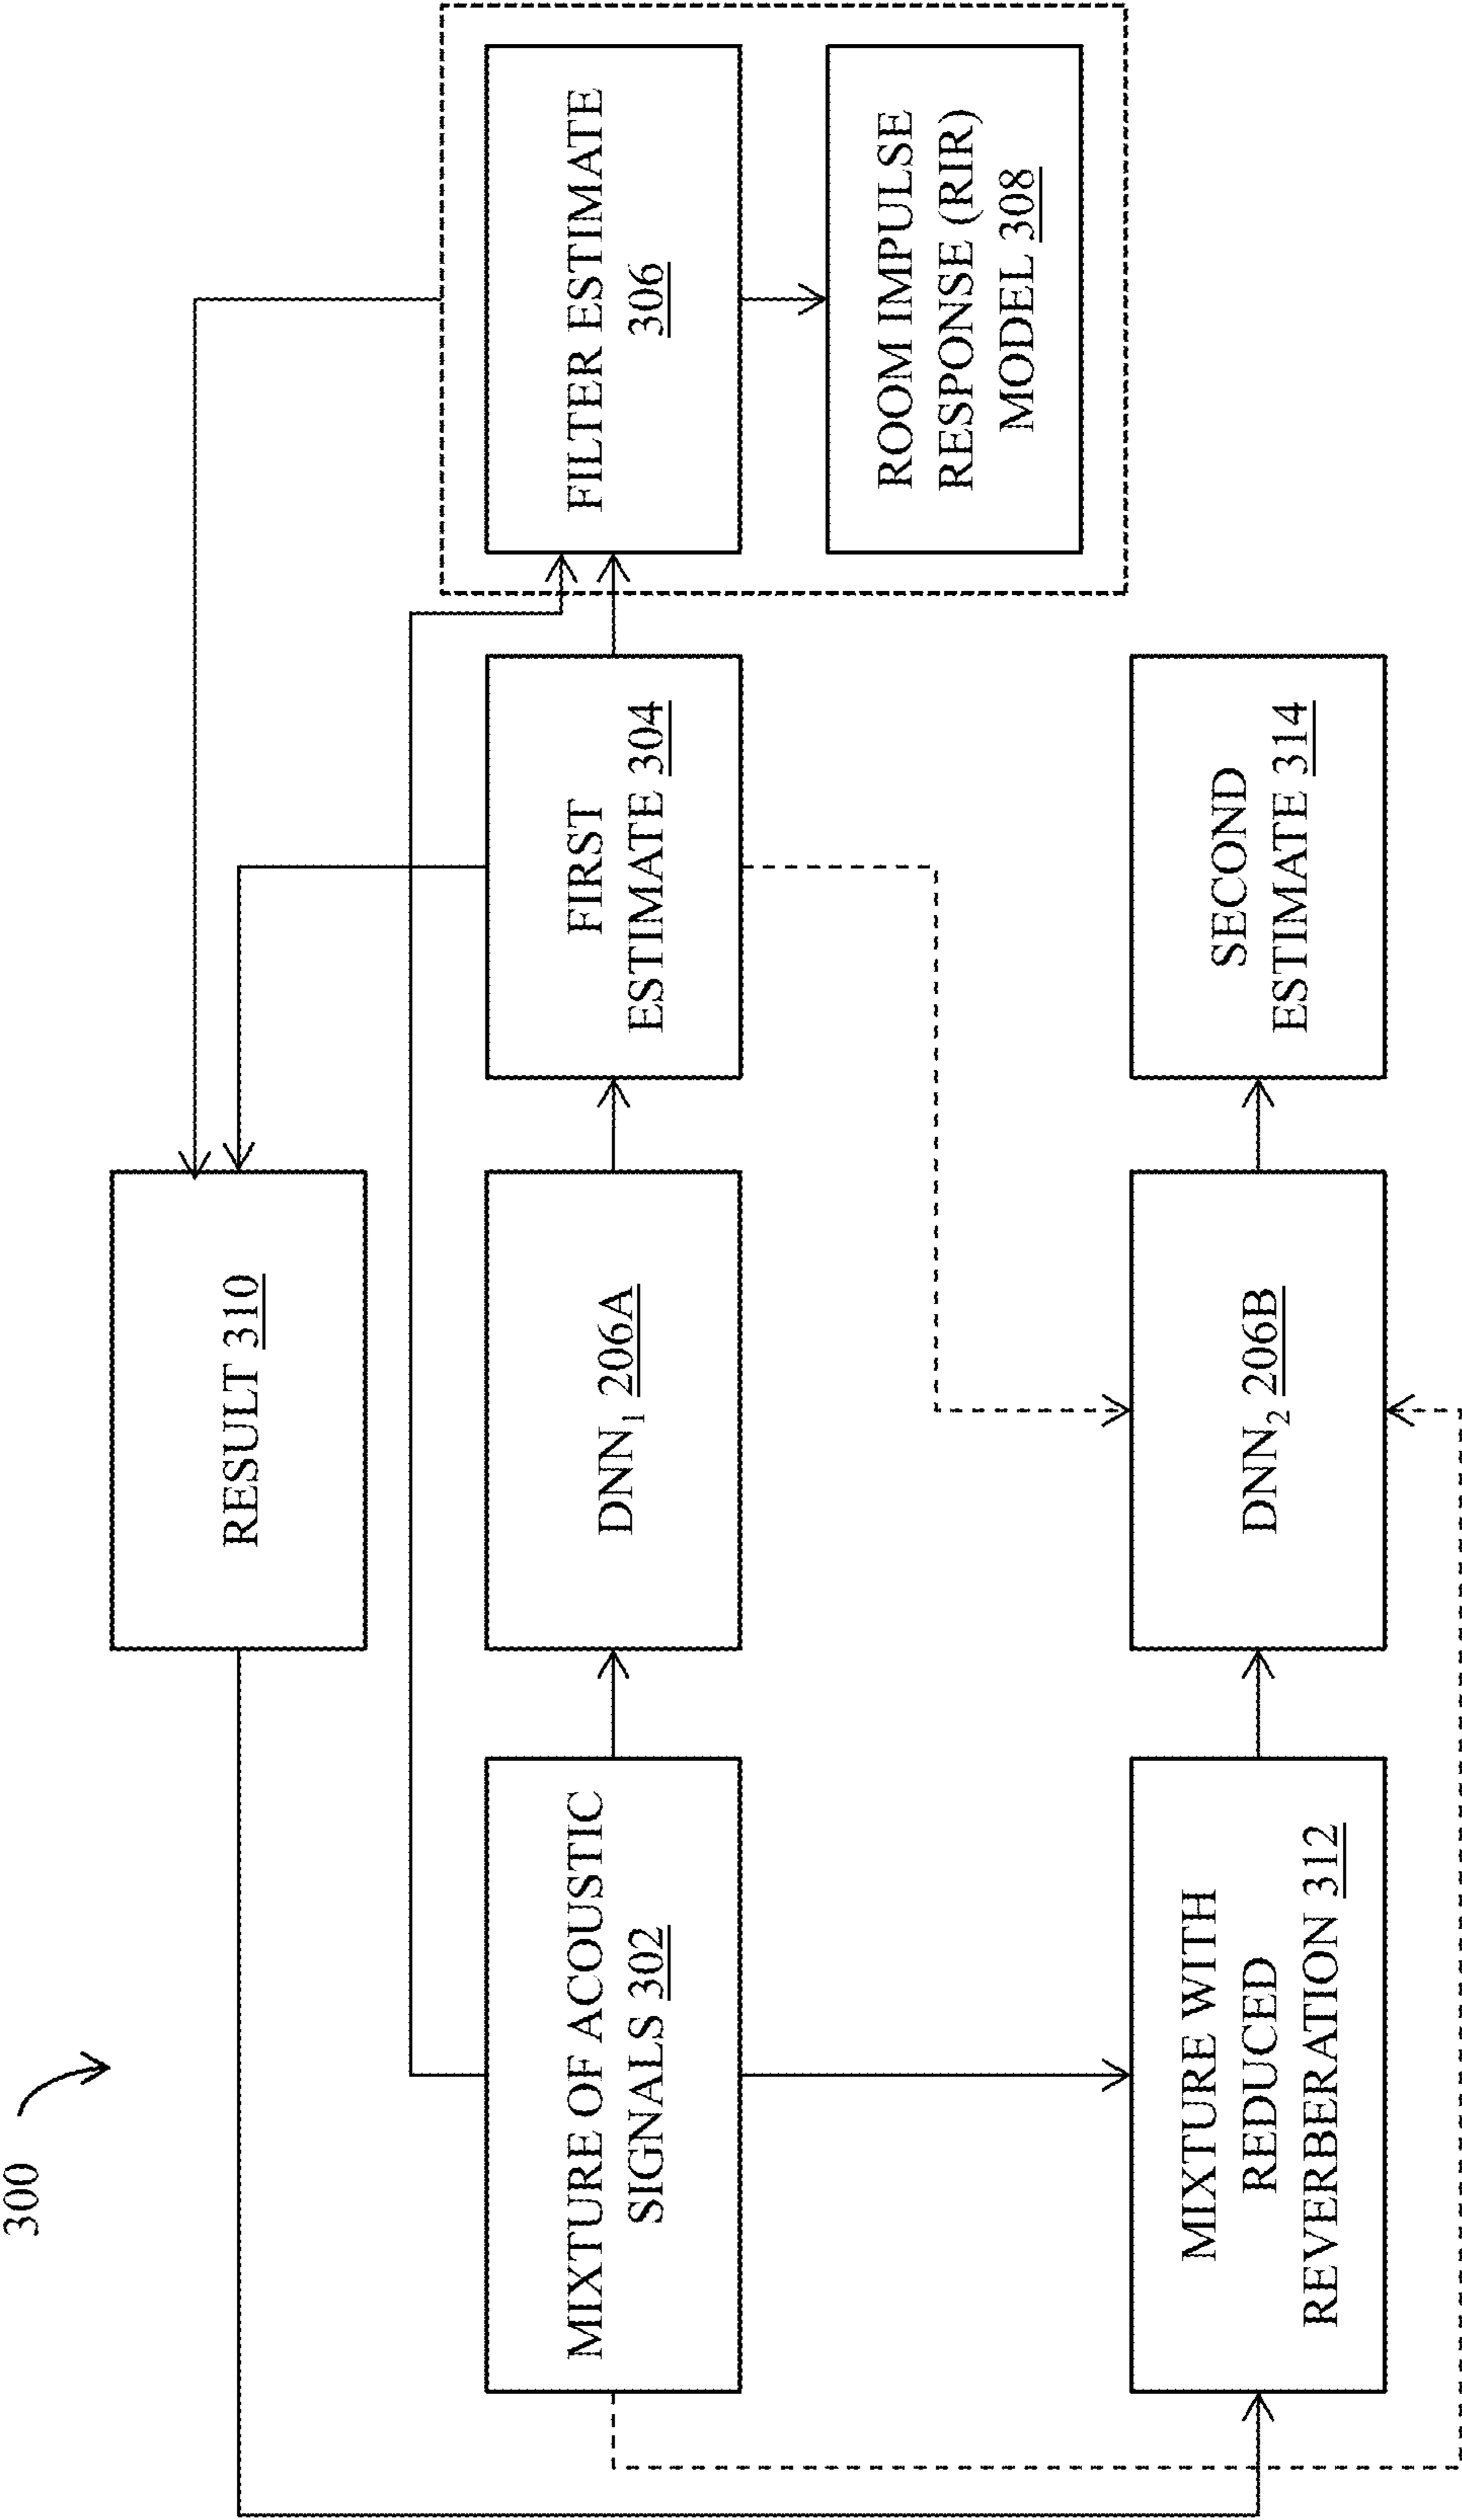 300
RESULT 310
MIXTURE OF ACOUSTIC
SIGNALS 302
DNN₁ 206A
FIRST
ESTIMATE 304
FILTER ESTIMATE
306
ROOM IMPULSE
RESPONSE (RIR)
MODEL 308
MIXTURE WITH
REDUCED
REVERBERATION 312
DNN₂ 206B
SECOND
ESTIMATE 314